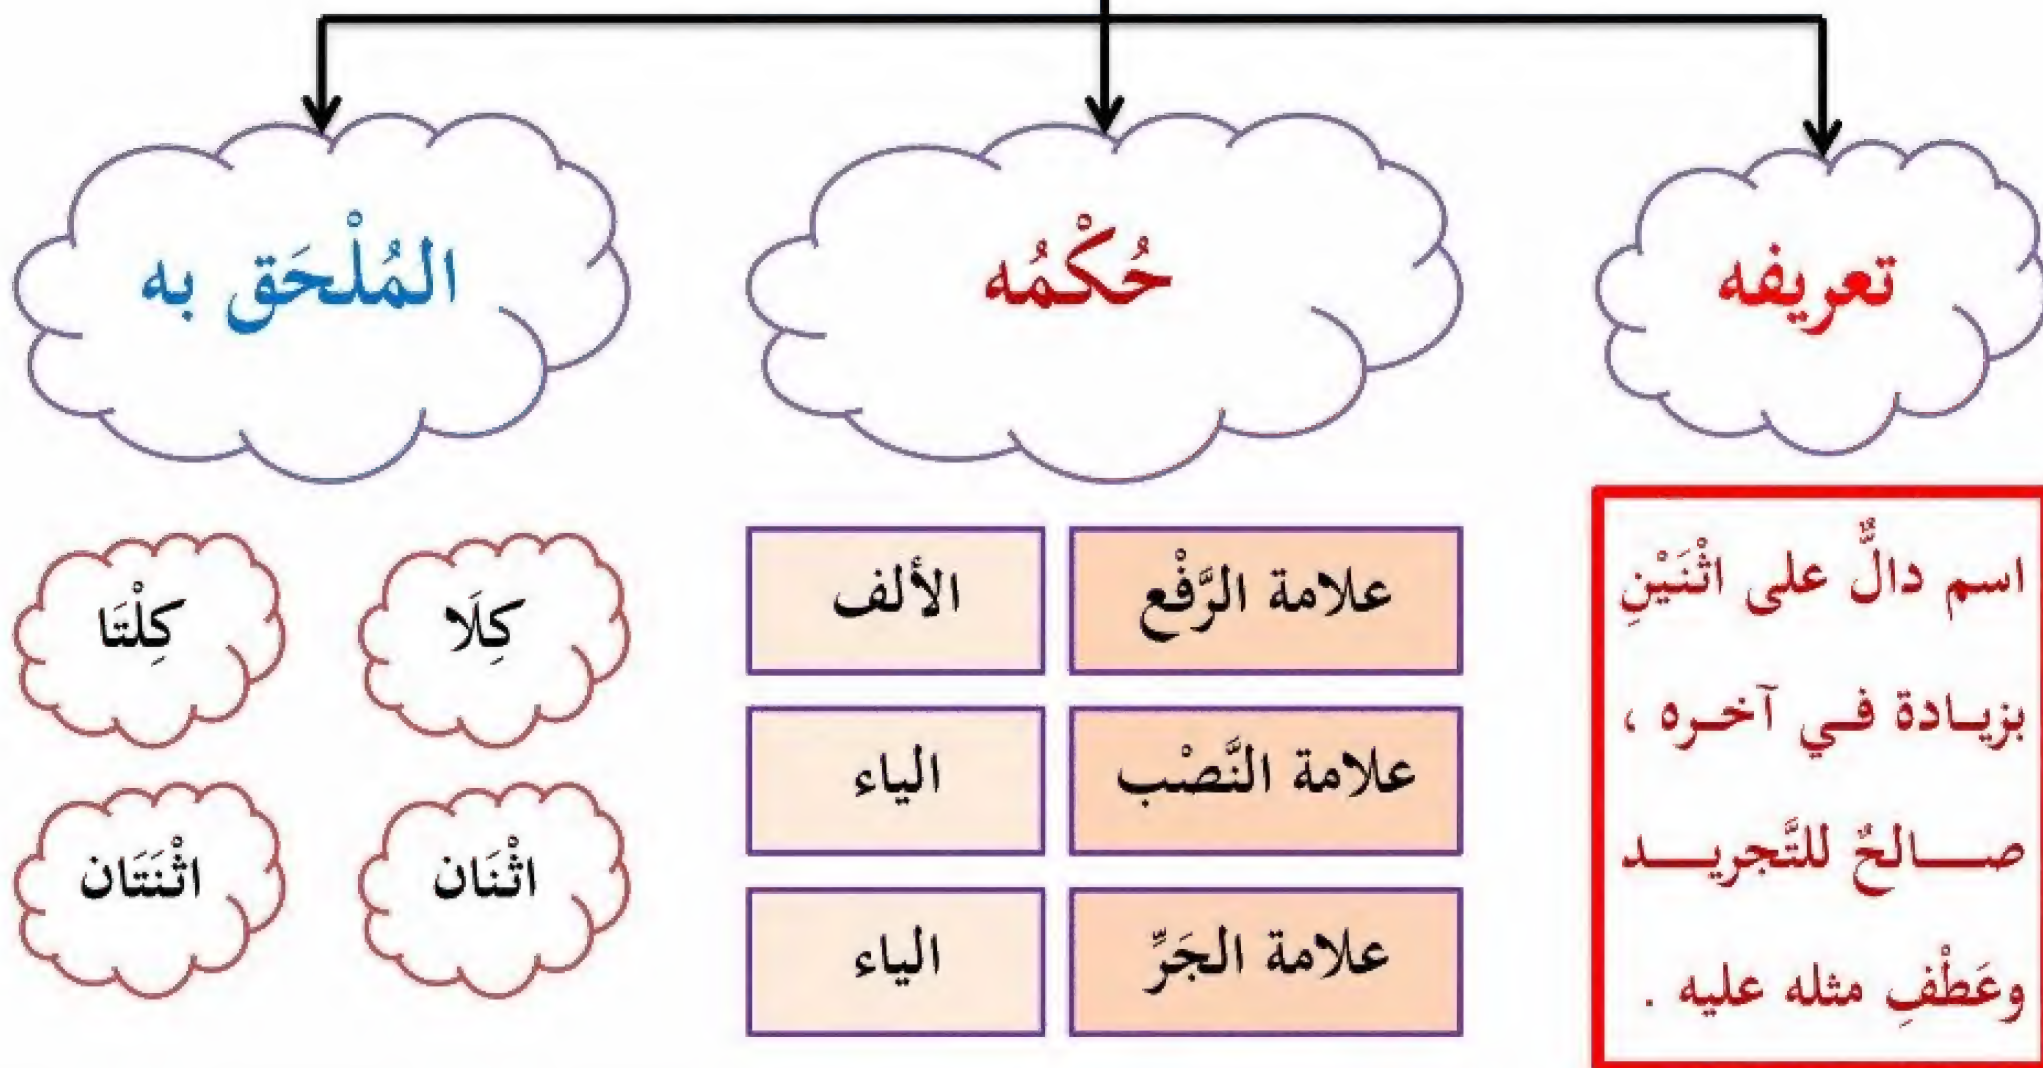 تعريفه
حُكْمُه
المُلْحَق به
اسم دالٌّ على اثْنَيْنِ
بزيادة في آخره ،
صالحٌ للتَّجريد
وعَطْفِ مثله عليه .
علامة الرَّفْع
الألف
علامة النَّصْب
الياء
علامة الجَرِّ
الياء
كِلَا
كِلْتَا
اثْنَان
اثْنَتَان